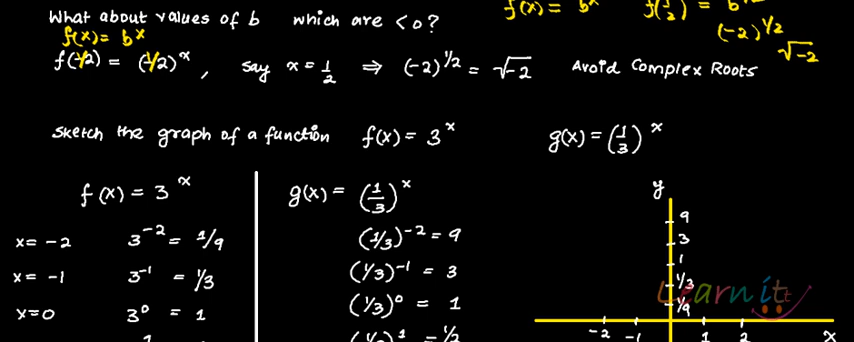 f(x) = b^x f(1/2) = b^1/2
What about values of b which are < 0?
(-2)^1/2
f(x) = b^x
√-2
f(-1/2) = (-1/2)^x, say x = 1/2 ⇒ (-2)^1/2 = √-2 Avoid Complex Roots
Sketch the graph of a function f(x) = 3^x g(x) = (1/3)^x
f(x) = 3^x g(x) = (1/3)^x y
x = -2 3^-2 = 1/9 (1/3)^-2 = 9 9
3
x = -1 3^-1 = 1/3 (1/3)^-1 = 3 1
1/3
Learn itt
x=0 3^0 = 1 (1/3)^0 = 1 1/9
-2 -1 1 2 x